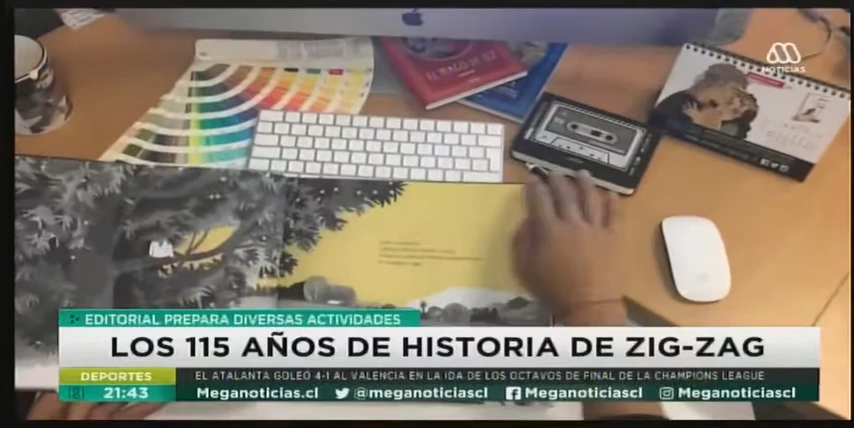 EL MAGO DE OZ
NOTICIAS
EDITORIAL PREPARA DIVERSAS ACTIVIDADES
LOS 115 AÑOS DE HISTORIA DE ZIG-ZAG
DEPORTES
EL ATALANTA GOLEÓ 4-1 AL VALENCIA EN LA IDA DE LOS OCTAVOS DE FINAL DE LA CHAMPIONS LEAGUE
21:43
Meganoticias.cl
@meganoticiascl
Meganoticiascl
Meganoticiascl